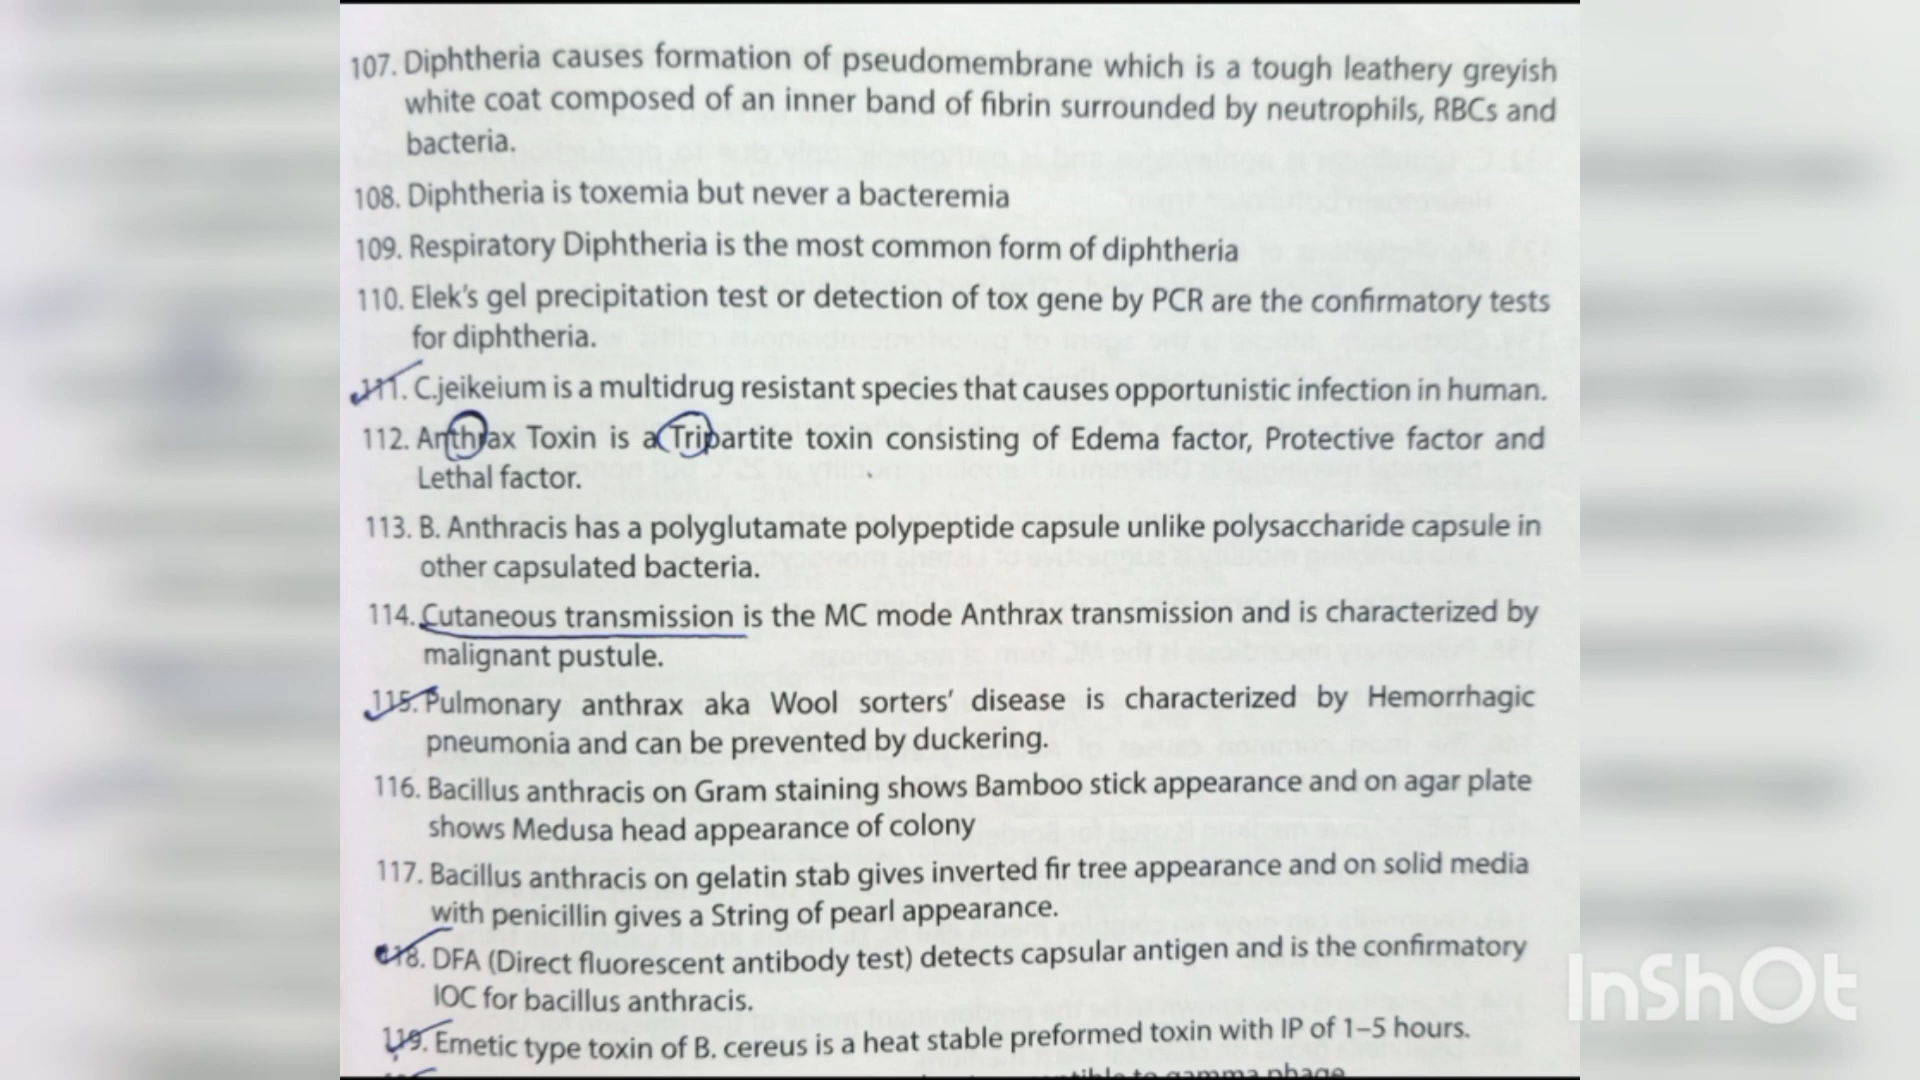 107. Diphtheria causes formation of pseudomembrane which is a tough leathery greyish
white coat composed of an inner band of fibrin surrounded by neutrophils, RBCs and
bacteria.
108. Diphtheria is toxemia but never a bacteremia
109. Respiratory Diphtheria is the most common form of diphtheria
110. Elek's gel precipitation test or detection of tox gene by PCR are the confirmatory tests
for diphtheria.
111. C.jeikeium is a multidrug resistant species that causes opportunistic infection in human.
112. Anthrax Toxin is a Tripartite toxin consisting of Edema factor, Protective factor and
Lethal factor.
113. B. Anthracis has a polyglutamate polypeptide capsule unlike polysaccharide capsule in
other capsulated bacteria.
114. Cutaneous transmission is the MC mode Anthrax transmission and is characterized by
malignant pustule.
115. Pulmonary anthrax aka Wool sorters' disease is characterized by Hemorrhagic
pneumonia and can be prevented by duckering.
116. Bacillus anthracis on Gram staining shows Bamboo stick appearance and on agar plate
shows Medusa head appearance of colony
117. Bacillus anthracis on gelatin stab gives inverted fir tree appearance and on solid media
with penicillin gives a String of pearl appearance.
118. DFA (Direct fluorescent antibody test) detects capsular antigen and is the confirmatory
IOC for bacillus anthracis.
119. Emetic type toxin of B. cereus is a heat stable preformed toxin with IP of 1–5 hours.
to gamma phage
InShOt